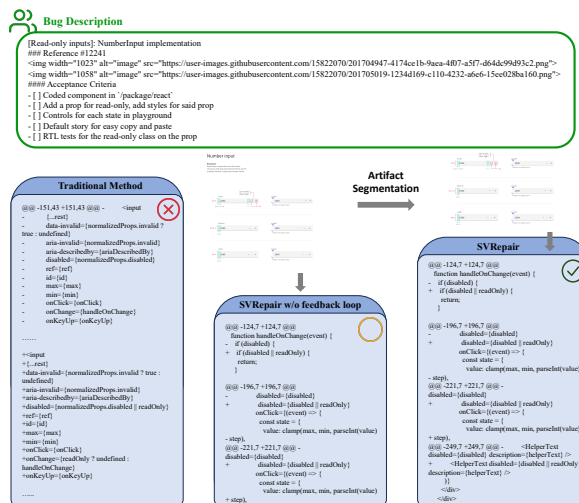 Bug Description
[Read-only inputs]: NumberInput implementation
### Reference #12241
<img width="1023" alt="image" src="https://user-images.githubusercontent.com/15822070/201704947-4174ce1b-9aea-4f07-a5f7-d64dc99d93c2.png">
<img width="1058" alt="image" src="https://user-images.githubusercontent.com/15822070/201705019-1234d169-c110-4232-a6e6-15ee028ba160.png">
#### Acceptance Criteria
- [ ] Coded component in `/package/react`
- [ ] Add a prop for read-only, add styles for said prop
- [ ] Controls for each state in playground
- [ ] Default story for easy copy and paste
- [ ] RTL tests for the read-only class on the prop
Number input
Artifact
Segmentation
Traditional Method
@@ -151,43 +151,43 @@ - <input
- {...rest}
- data-invalid={normalizedProps.invalid ?
true : undefined}
- aria-invalid={normalizedProps.invalid}
- aria-describedby={ariaDescribedBy}
- disabled={normalizedProps.disabled}
- ref={ref}
- id={id}
- max={max}
- min={min}
- onClick={onClick}
- onChange={handleOnChange}
- onKeyUp={onKeyUp}
......
+<input
+{...rest}
+data-invalid={normalizedProps.invalid ? true :
undefined}
+aria-invalid={normalizedProps.invalid}
+aria-describedby={ariaDescribedBy}
+disabled={normalizedProps.disabled || readOnly}
+ref={ref}
+id={id}
+max={max}
+min={min}
+onClick={onClick}
+onChange={readOnly ? undefined :
handleOnChange}
+onKeyUp={onKeyUp}
......
SVRepair w/o feedback loop
@@ -124,7 +124,7 @@
function handleOnChange(event) {
- if (disabled) {
+ if (disabled || readOnly) {
return;
}
@@ -196,7 +196,7 @@
- disabled={disabled}
+ disabled={disabled || readOnly}
onClick={(event) => {
const state = {
value: clamp(max, min, parseInt(value)
- step),
@@ -221,7 +221,7 @@ -
disabled={disabled}
+ disabled={disabled || readOnly}
onClick={(event) => {
const state = {
value: clamp(max, min, parseInt(value)
+ step),
SVRepair
@@ -124,7 +124,7 @@
function handleOnChange(event) {
- if (disabled) {
+ if (disabled || readOnly) {
return;
}
@@ -196,7 +196,7 @@
- disabled={disabled}
+ disabled={disabled || readOnly}
onClick={(event) => {
const state = {
value: clamp(max, min, parseInt(value)
- step),
@@ -221,7 +221,7 @@ -
disabled={disabled}
+ disabled={disabled || readOnly}
onClick={(event) => {
const state = {
value: clamp(max, min, parseInt(value)
+ step),
@@ -249,7 +249,7 @@ - <HelperText
disabled={disabled} description={helperText} />
+ <HelperText disabled={disabled || readOnly}
description={helperText} />
)}
</div>
</div>